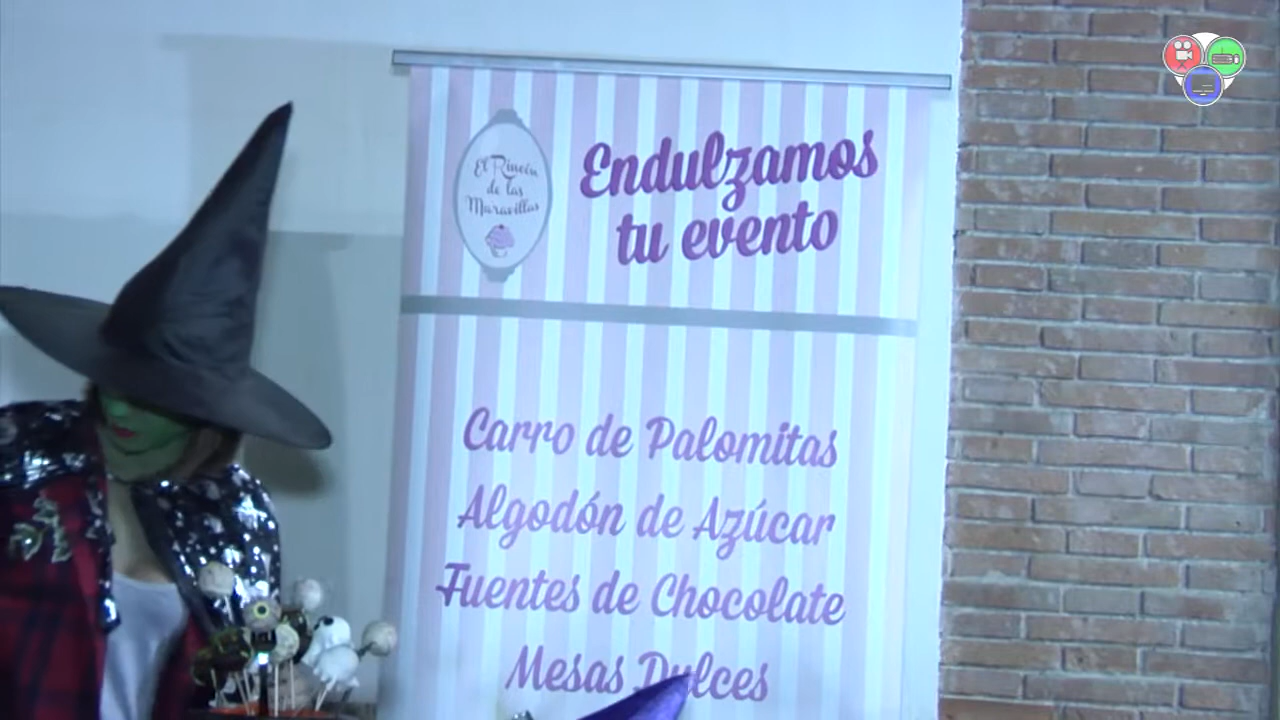 El Rincón
de las
Maravillas
Endulzamos
tu evento
Carro de Palomitas
Algodón de Azúcar
Fuentes de Chocolate
Mesas Dulces